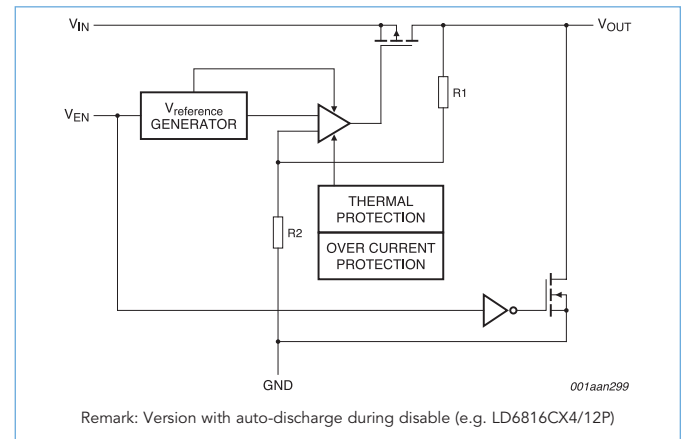 VIN
VOUT
R1
VEN
Vreference
GENERATOR
THERMAL
PROTECTION
R2
OVER CURRENT
PROTECTION
GND
001aan299
Remark: Version with auto-discharge during disable (e.g. LD6816CX4/12P)